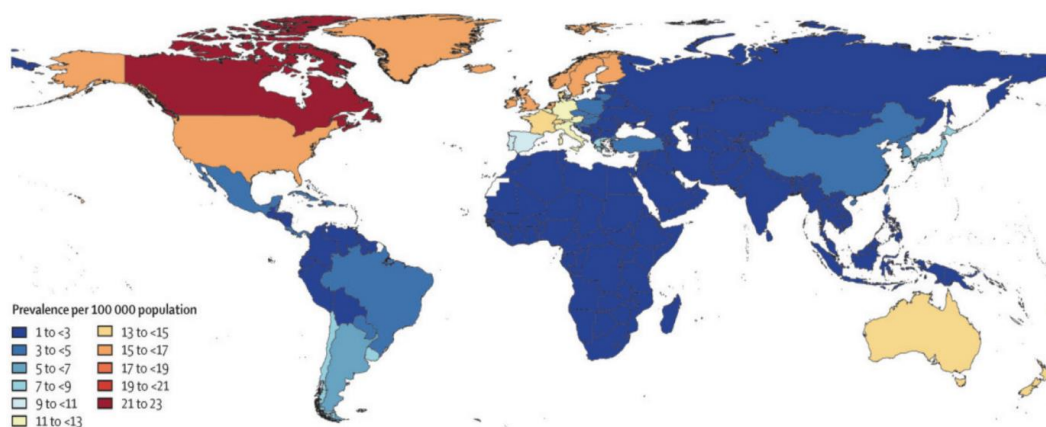 Prevalence per 100 000 population
1 to <3
3 to <5
5 to <7
7 to <9
9 to <11
11 to <13
13 to <15
15 to <17
17 to <19
19 to <21
21 to 23